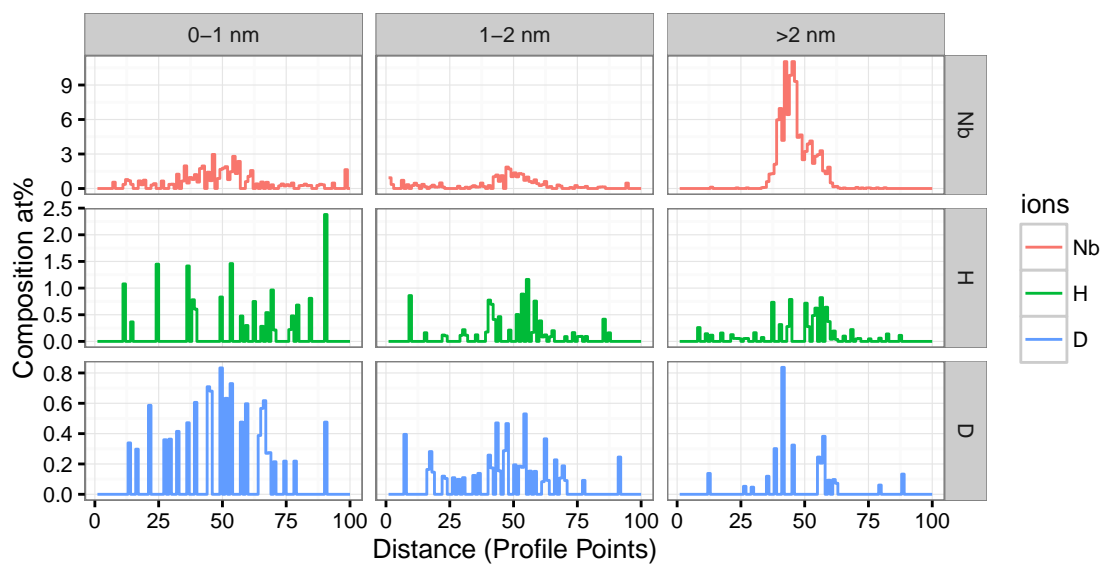 0−1 nm
1−2 nm
>2 nm
9
6
3
0
Nb
2.5
2.0
1.5
1.0
0.5
0.0
H
0.8
0.6
0.4
0.2
0.0
D
Composition at%
0 25 50 75 100
0 25 50 75 100
0 25 50 75 100
Distance (Profile Points)
ions
Nb
H
D